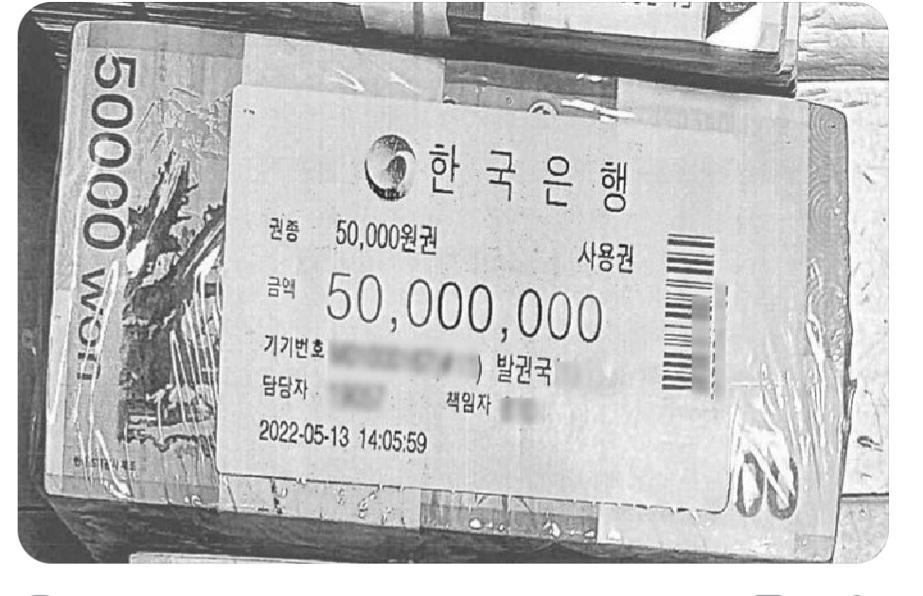 50000 won
한국은행
권종 50,000원권 사용권
금액 50,000,000
기기번호 ) 발권국
담당자 책임자
2022-05-13 14:05:59